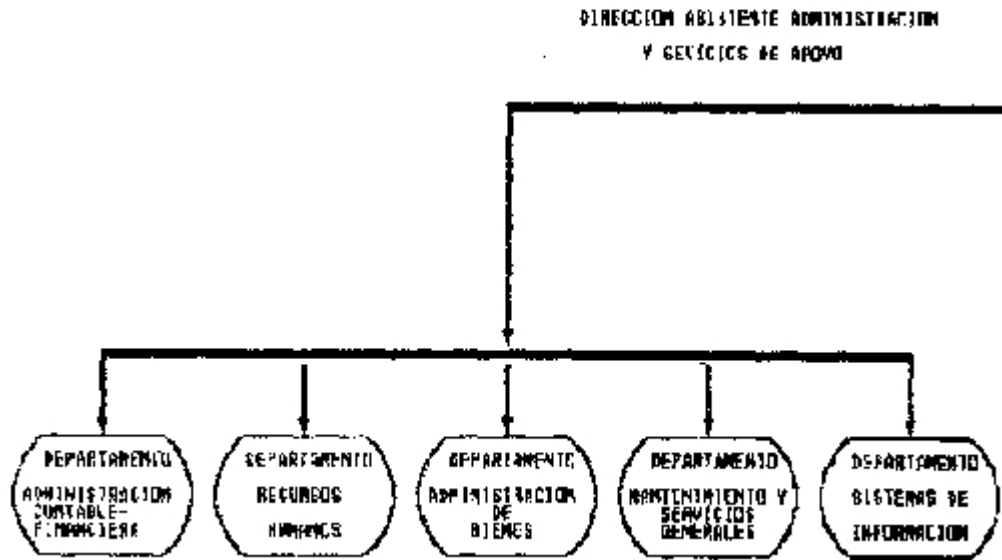 DIRECCION ASISTENTE ADMINISTRACION
Y SEVICIOS DE APOYO
DEPARTAMENTO
ADMINISTRACION
CONTABLE-
FINANCIERA
DEPARTAMENTO
RECURSOS
HUMANOS
DEPARTAMENTO
ADMINISTRACION
DE
BIENES
DEPARTAMENTO
MANTENIMIENTO Y
SERVICIOS
GENERALES
DEPARTAMENTO
SISTEMAS DE
INFORMACION